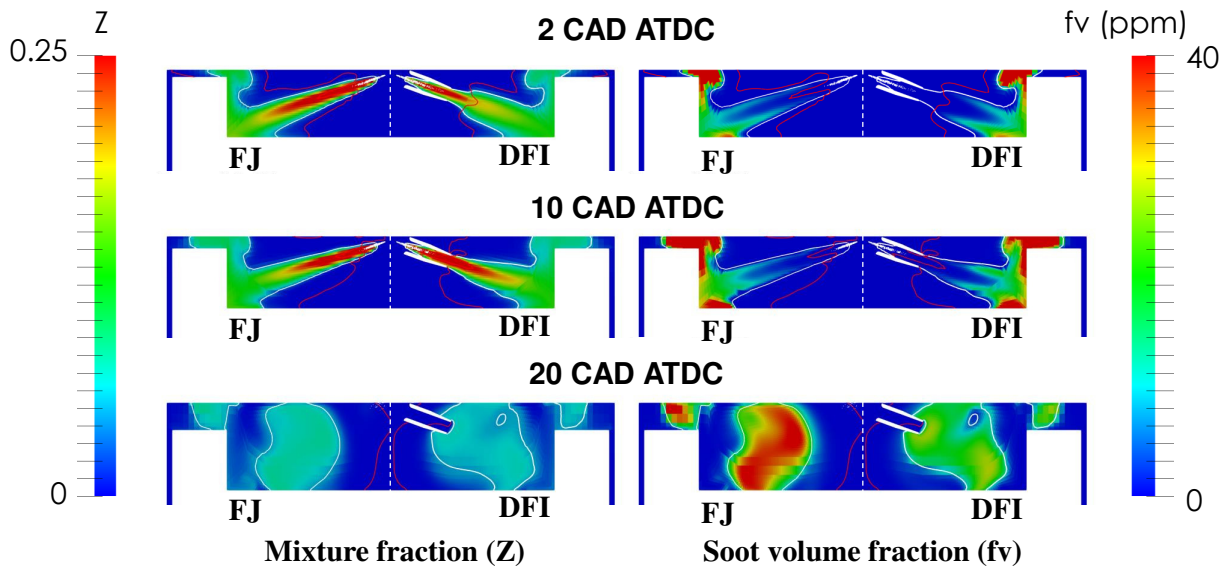 Z
fv (ppm)
2 CAD ATDC
0.25
40
FJ
DFI
FJ
DFI
10 CAD ATDC
FJ
DFI
FJ
DFI
20 CAD ATDC
0
0
FJ
DFI
FJ
DFI
Mixture fraction (Z)
Soot volume fraction (fv)